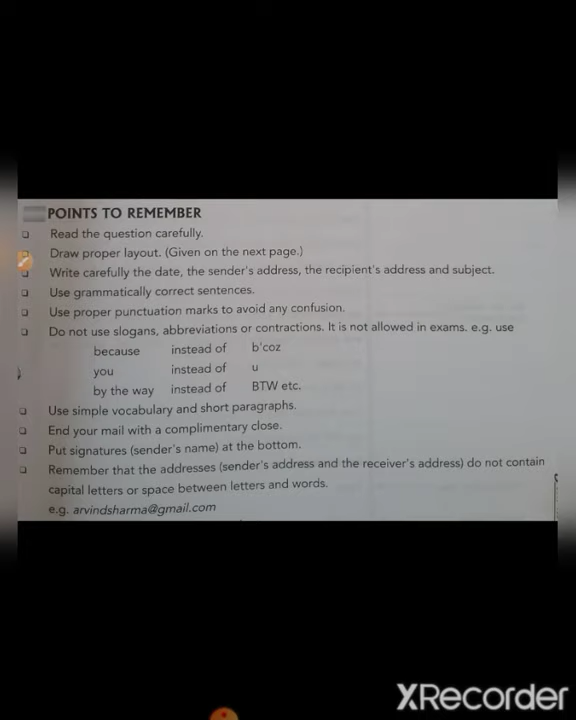 POINTS TO REMEMBER
❑ Read the question carefully.
❑ Draw proper layout. (Given on the next page.)
❑ Write carefully the date, the sender's address, the recipient's address and subject.
❑ Use grammatically correct sentences.
❑ Use proper punctuation marks to avoid any confusion.
❑ Do not use slogans, abbreviations or contractions. It is not allowed in exams. e.g. use
because instead of b'coz
you instead of u
by the way instead of BTW etc.
❑ Use simple vocabulary and short paragraphs.
❑ End your mail with a complimentary close.
❑ Put signatures (sender's name) at the bottom.
❑ Remember that the addresses (sender's address and the receiver's address) do not contain
capital letters or space between letters and words.
e.g. arvindsharma@gmail.com
XRecorder